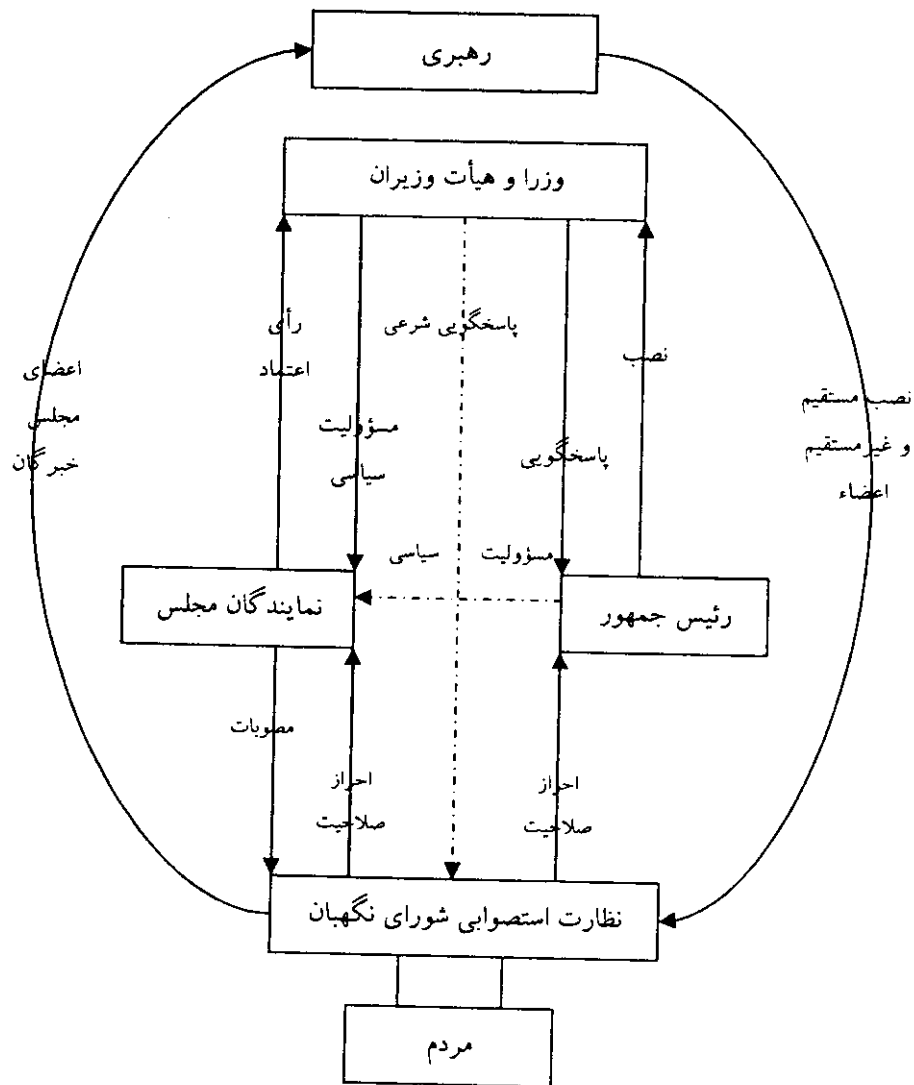 رهبری
وزرا و هیأت وزیران
رأی
اعتماد
پاسخگویی شرعی
نصب
اعضای
مجلس
خبرگان
نصب مستقیم
و غیرمستقیم
اعضاء
مسؤولیت
سیاسی
پاسخگویی
مسؤولیت سیاسی
نمایندگان مجلس
رئیس جمهور
مصوبات
احراز
صلاحیت
احراز
صلاحیت
نظارت استصوابی شورای نگهبان
مردم